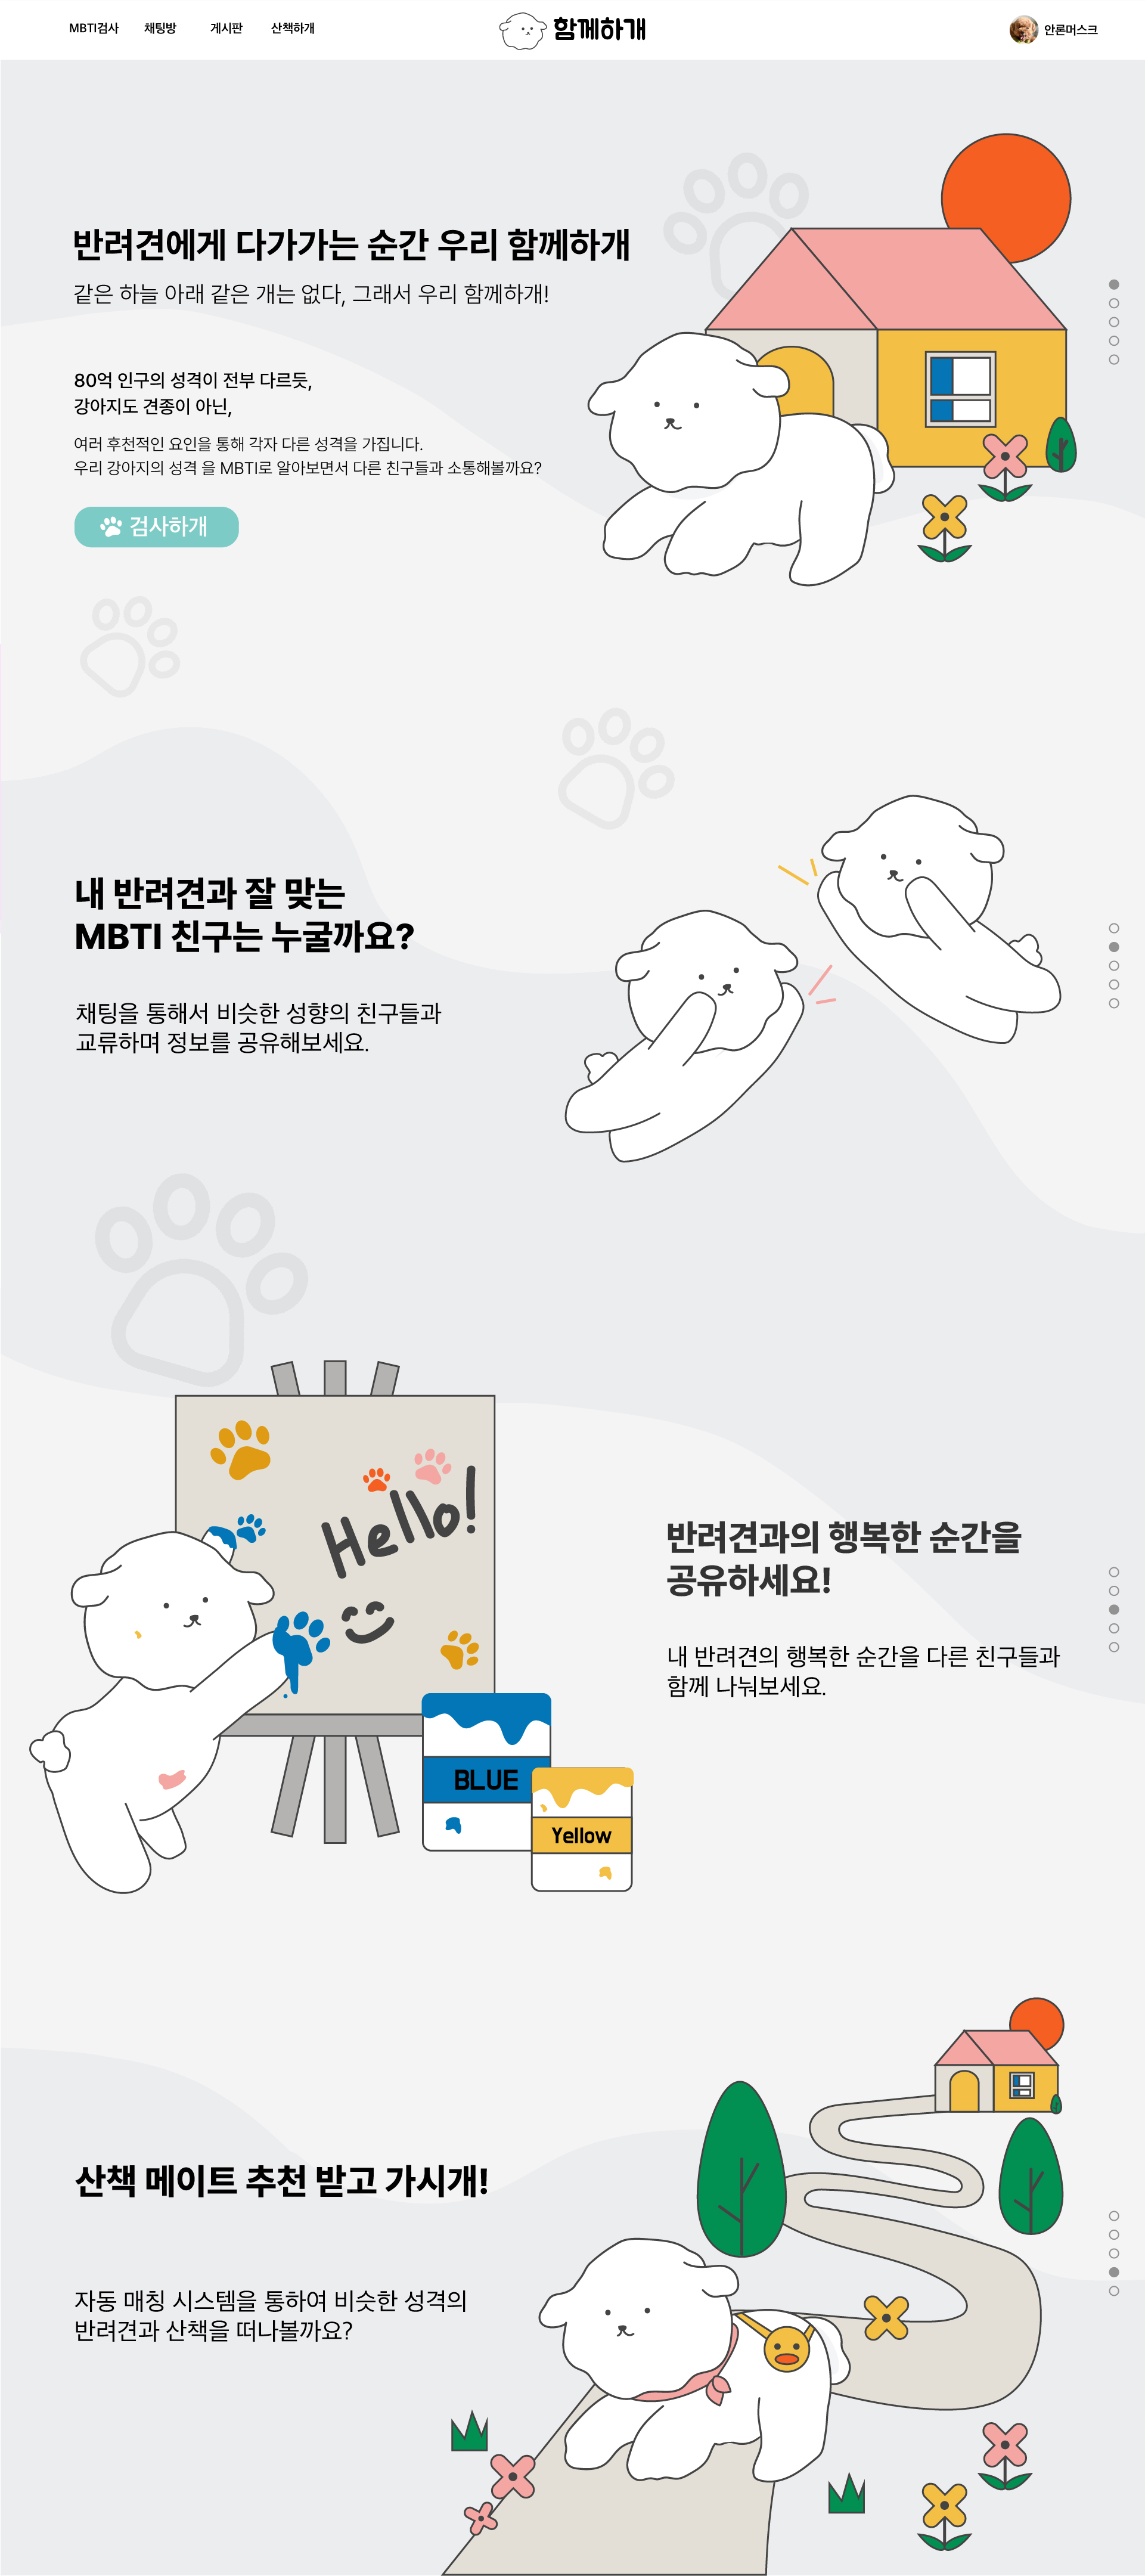 MBTI검사 채팅방 게시판 산책하개 함께하개 안론머스크
반려견에게 다가가는 순간 우리 함께하개
같은 하늘 아래 같은 개는 없다, 그래서 우리 함께하개!
80억 인구의 성격이 전부 다르듯,
강아지도 견종이 아닌,
여러 후천적인 요인을 통해 각자 다른 성격을 가집니다.
우리 강아지의 성격 을 MBTI로 알아보면서 다른 친구들과 소통해볼까요?
검사하개
내 반려견과 잘 맞는
MBTI 친구는 누굴까요?
채팅을 통해서 비슷한 성향의 친구들과
교류하며 정보를 공유해보세요.
Hello!
BLUE
Yellow
반려견과의 행복한 순간을
공유하세요!
내 반려견의 행복한 순간을 다른 친구들과
함께 나눠보세요.
산책 메이트 추천 받고 가시개!
자동 매칭 시스템을 통하여 비슷한 성격의
반려견과 산책을 떠나볼까요?